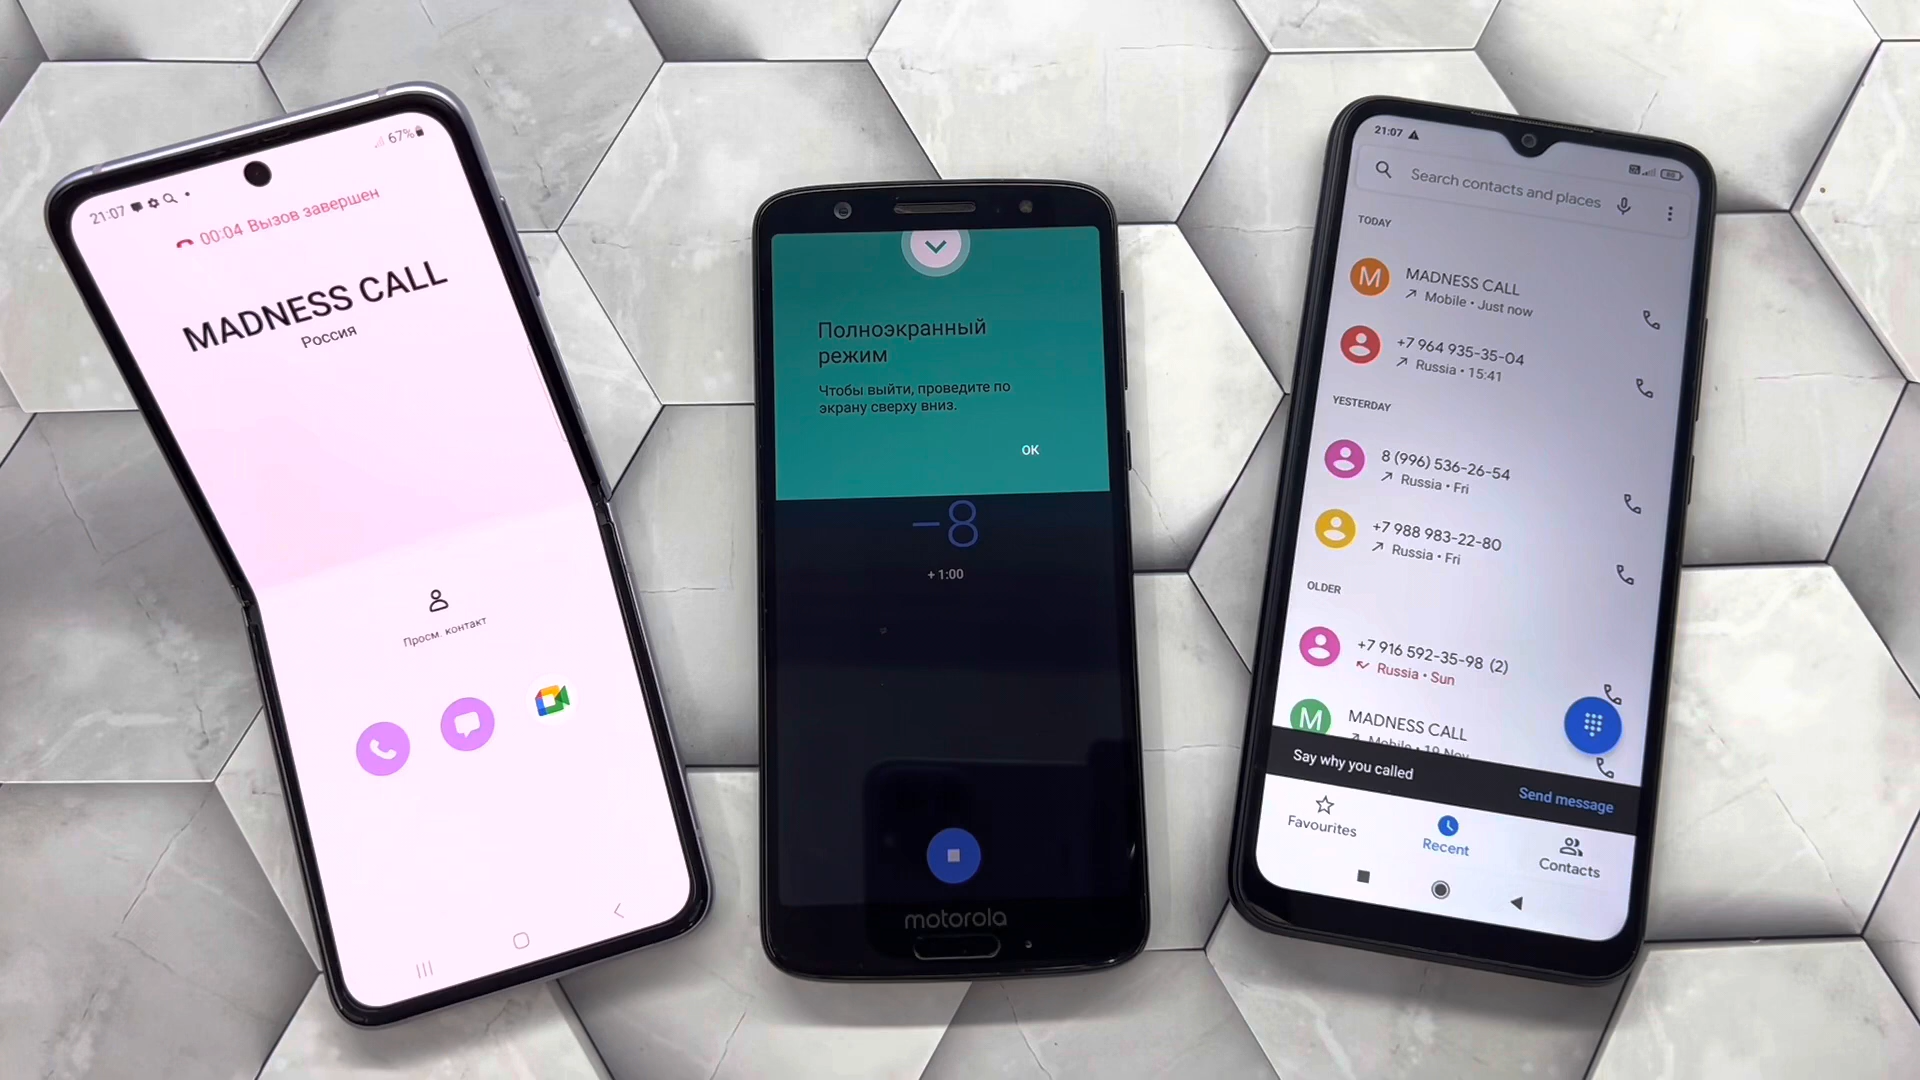 21:07
67%
00:04 Вызов завершен
MADNESS CALL
Россия
Просм. контакт
Полноэкранный
режим
Чтобы выйти, проведите по
экрану сверху вниз.
OK
−8
+ 1:00
motorola
21:07
Search contacts and places
TODAY
M
MADNESS CALL
Mobile • Just now
+7 964 935-35-04
Russia • 15:41
YESTERDAY
8 (996) 536-26-54
Russia • Fri
+7 988 983-22-80
Russia • Fri
OLDER
+7 916 592-35-98 (2)
Russia • Sun
M
MADNESS CALL
Mobile • 19 Nov
Say why you called
Send message
Favourites
Recent
Contacts